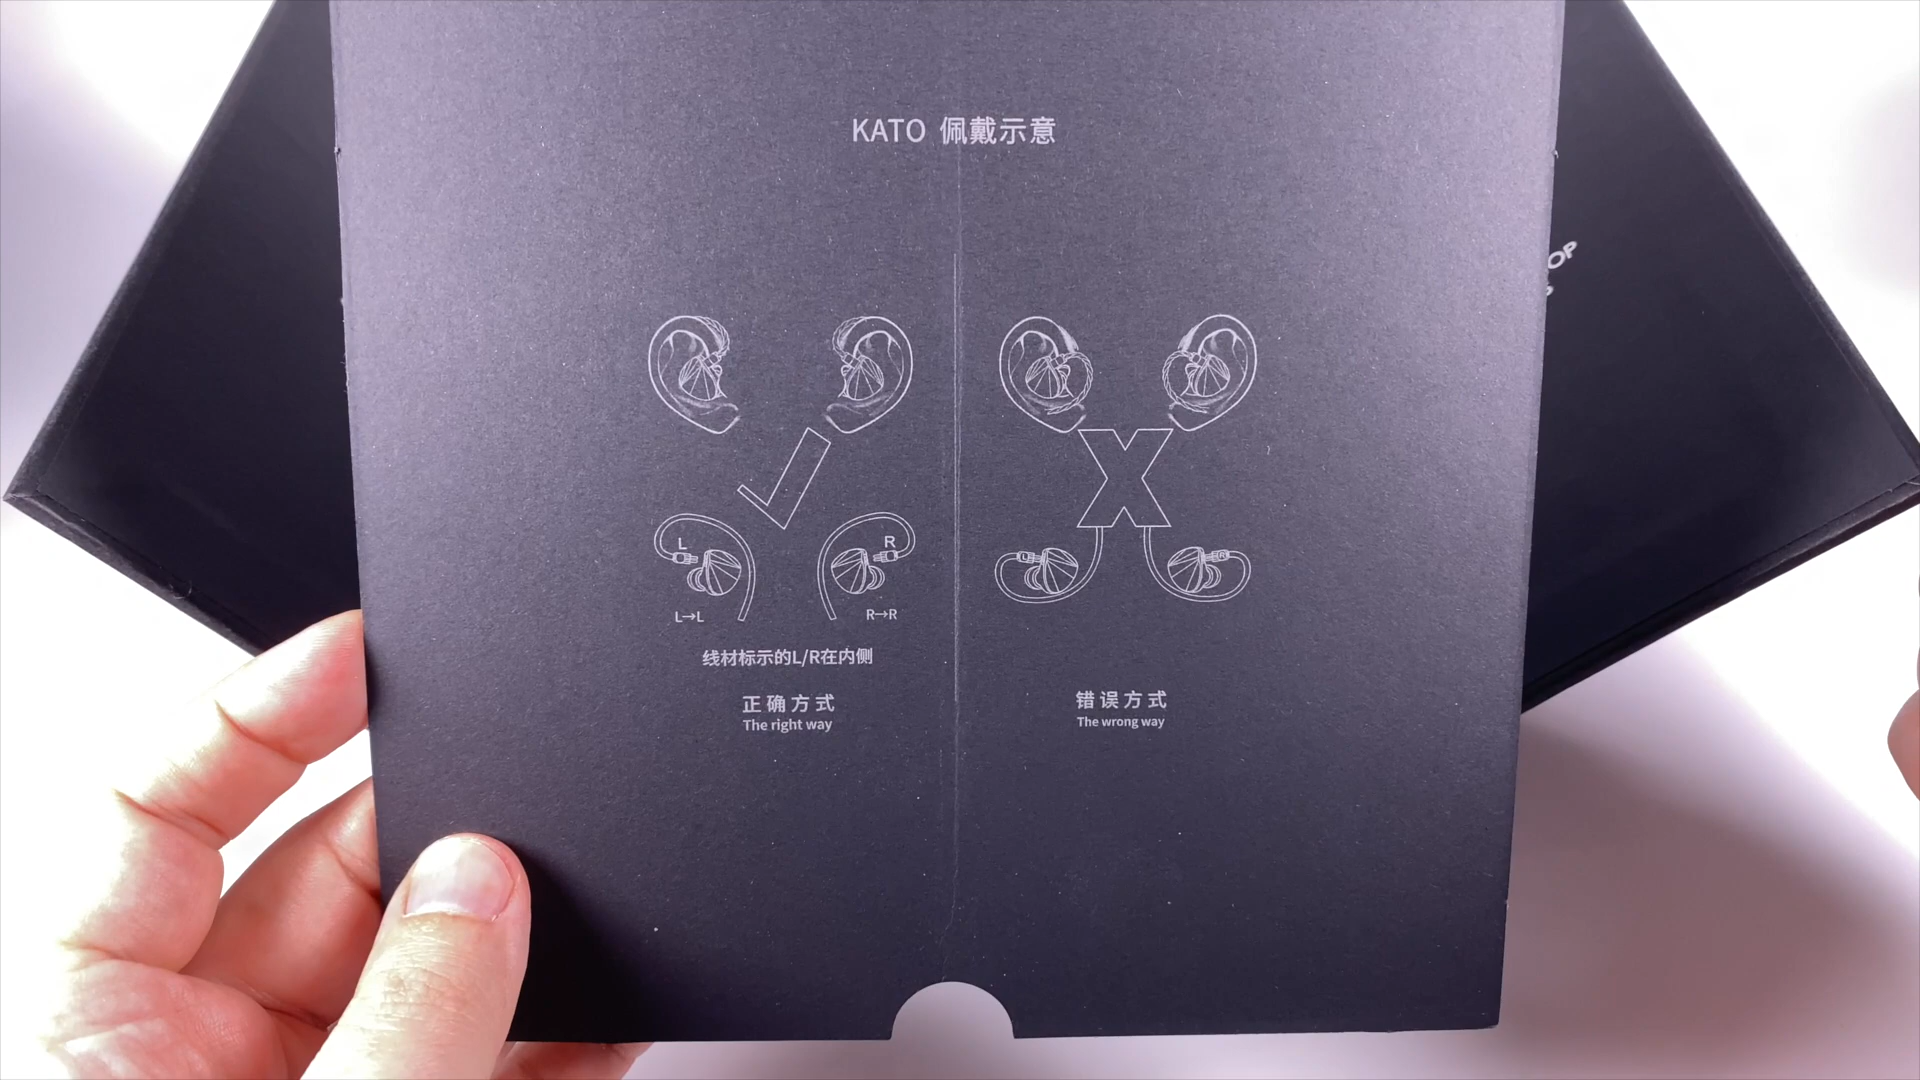 KATO 佩戴示意
OP
L
R
L
R
L→L
R→R
线材标示的L/R在内侧
正确方式
The right way
错误方式
The wrong way